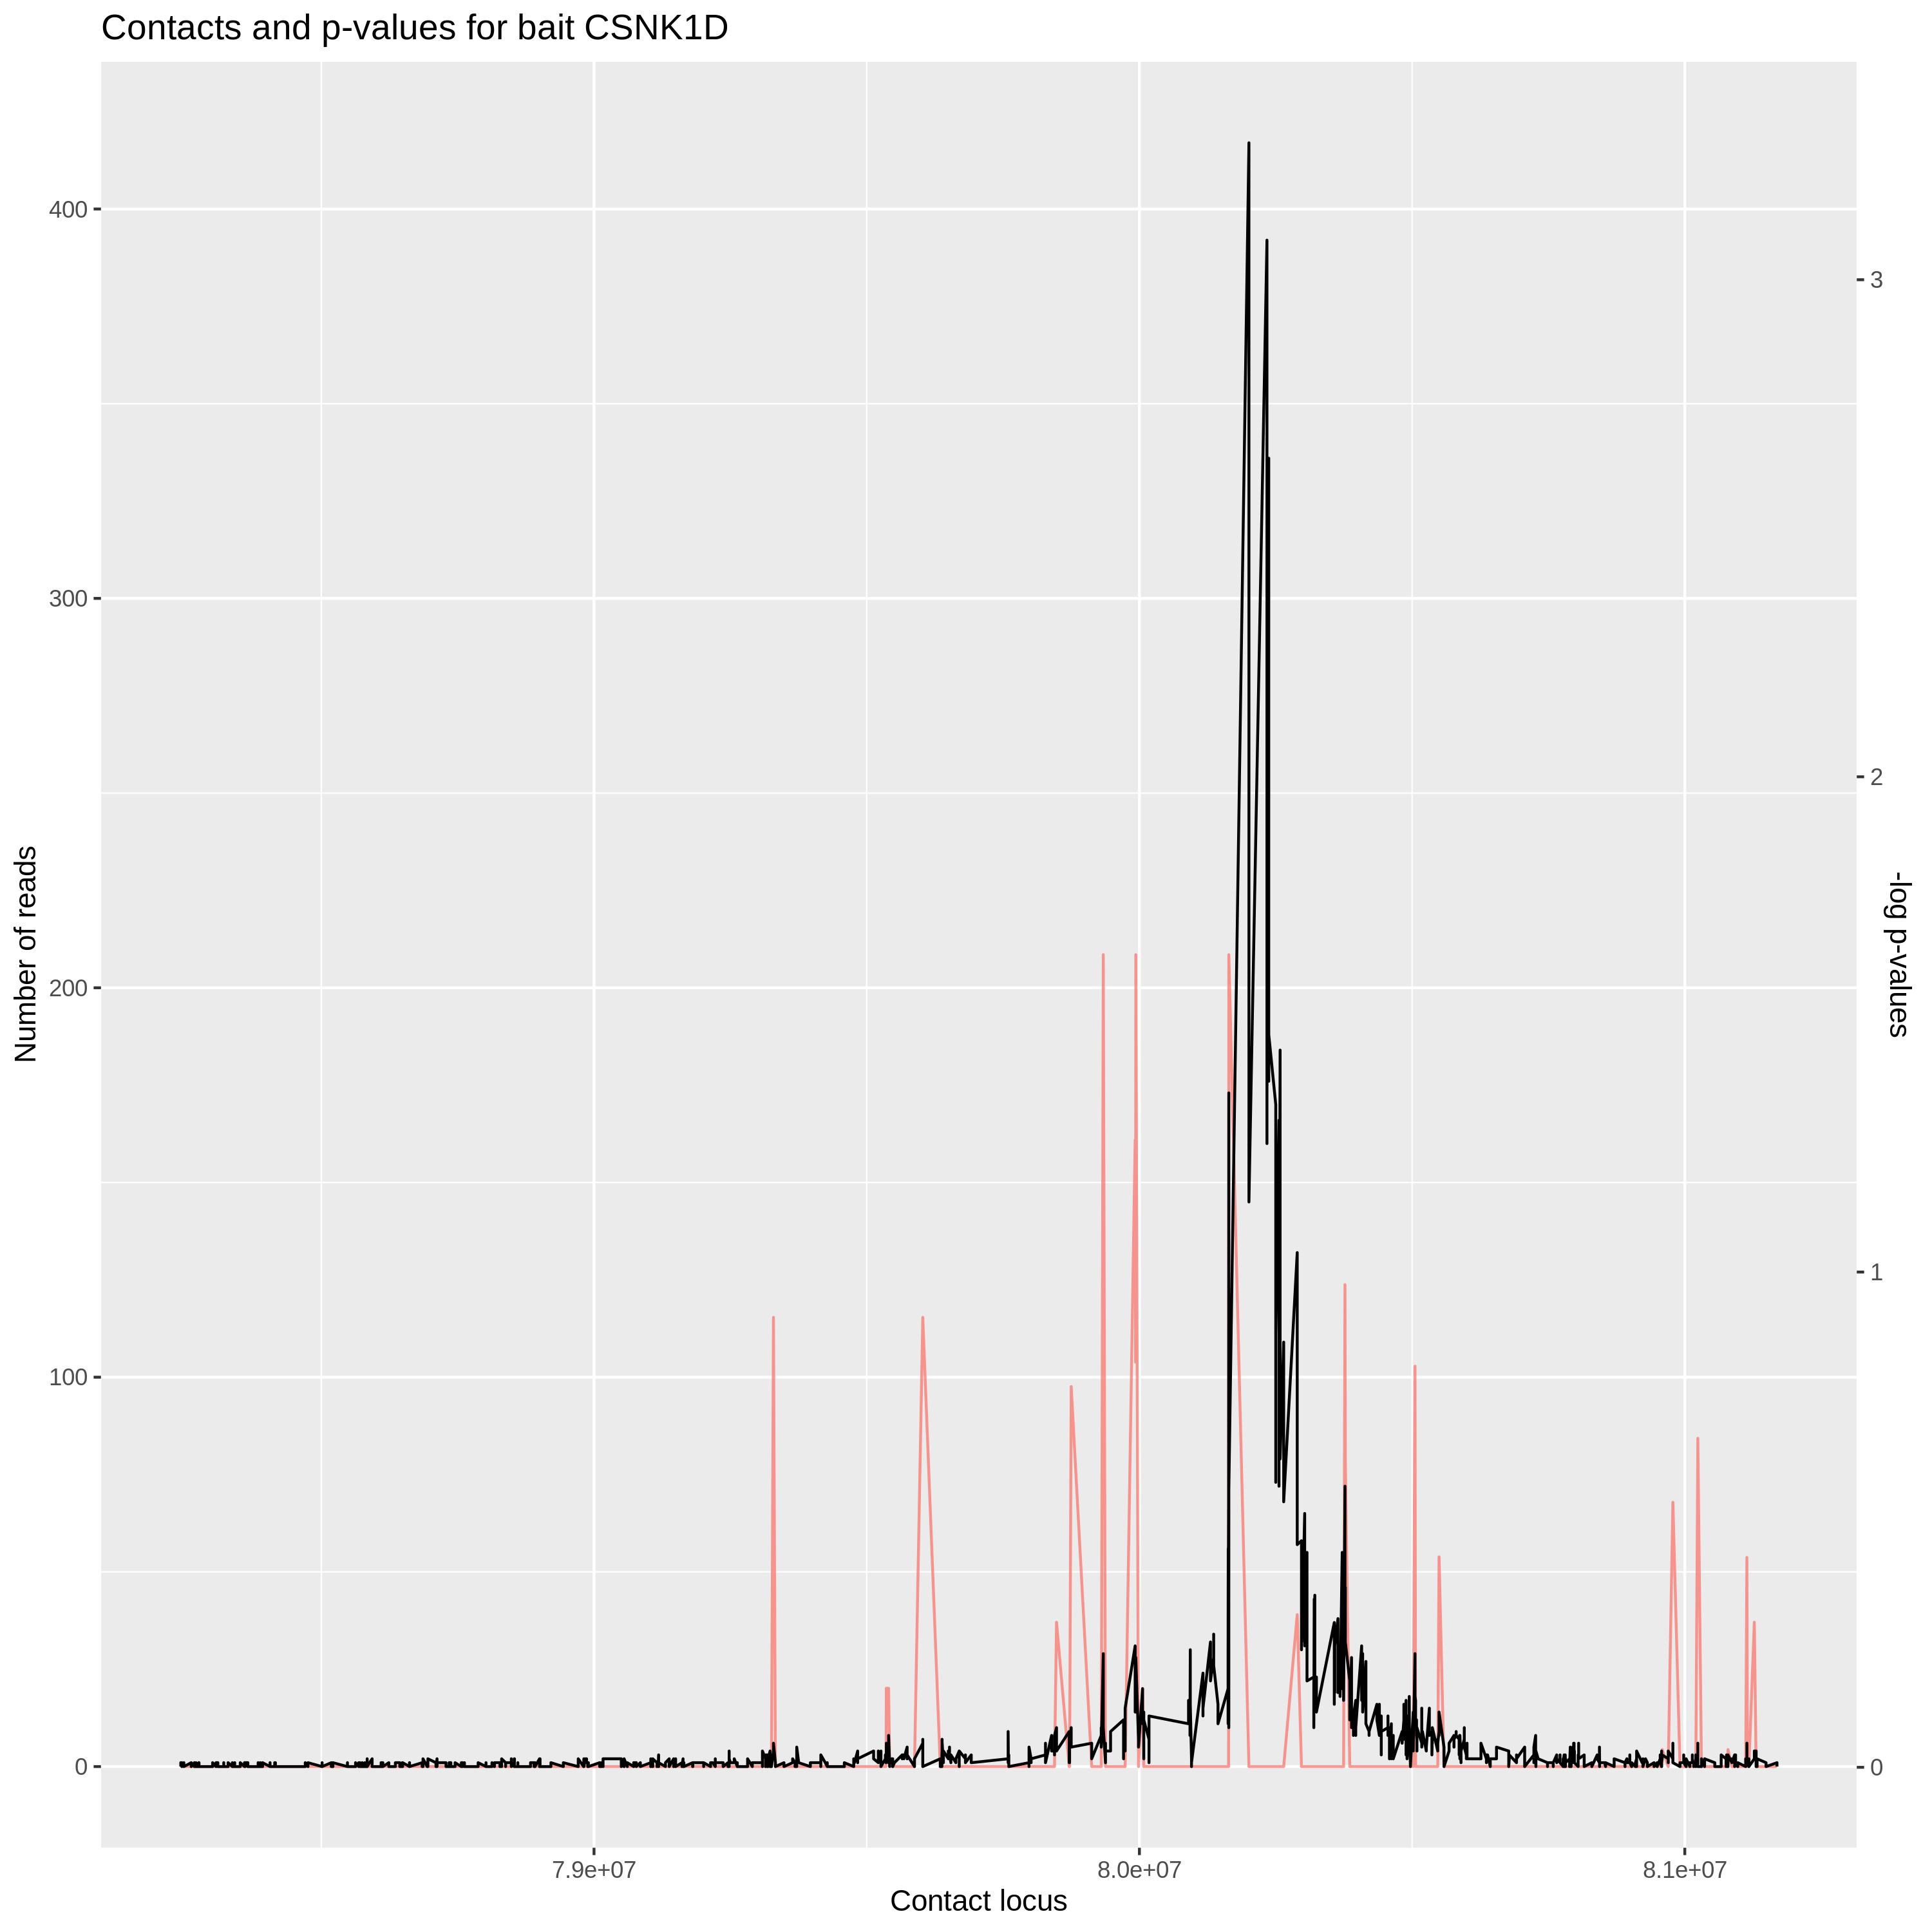 Contacts and p-values for bait CSNK1D
400
300
200
100
0
Number of reads
3
2
1
0
-log p-values
7.9e+07
8.0e+07
8.1e+07
Contact locus